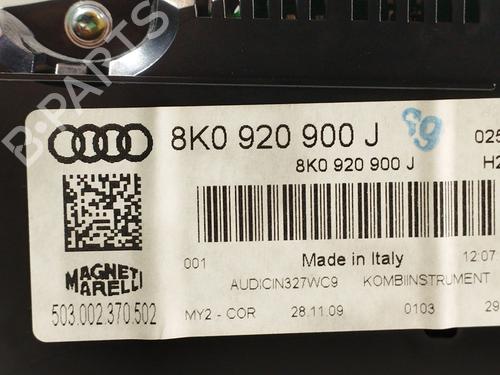 B-PARTS
8K0 920 900 J
8K0 920 900 J
025
H2
001
Made in Italy
12:07
AUDICIN327WC9
KOMBIINSTRUMENT
MAGNETI
MARELLI
503.002.370.502
MY2 - COR
28.11.09
0103
29